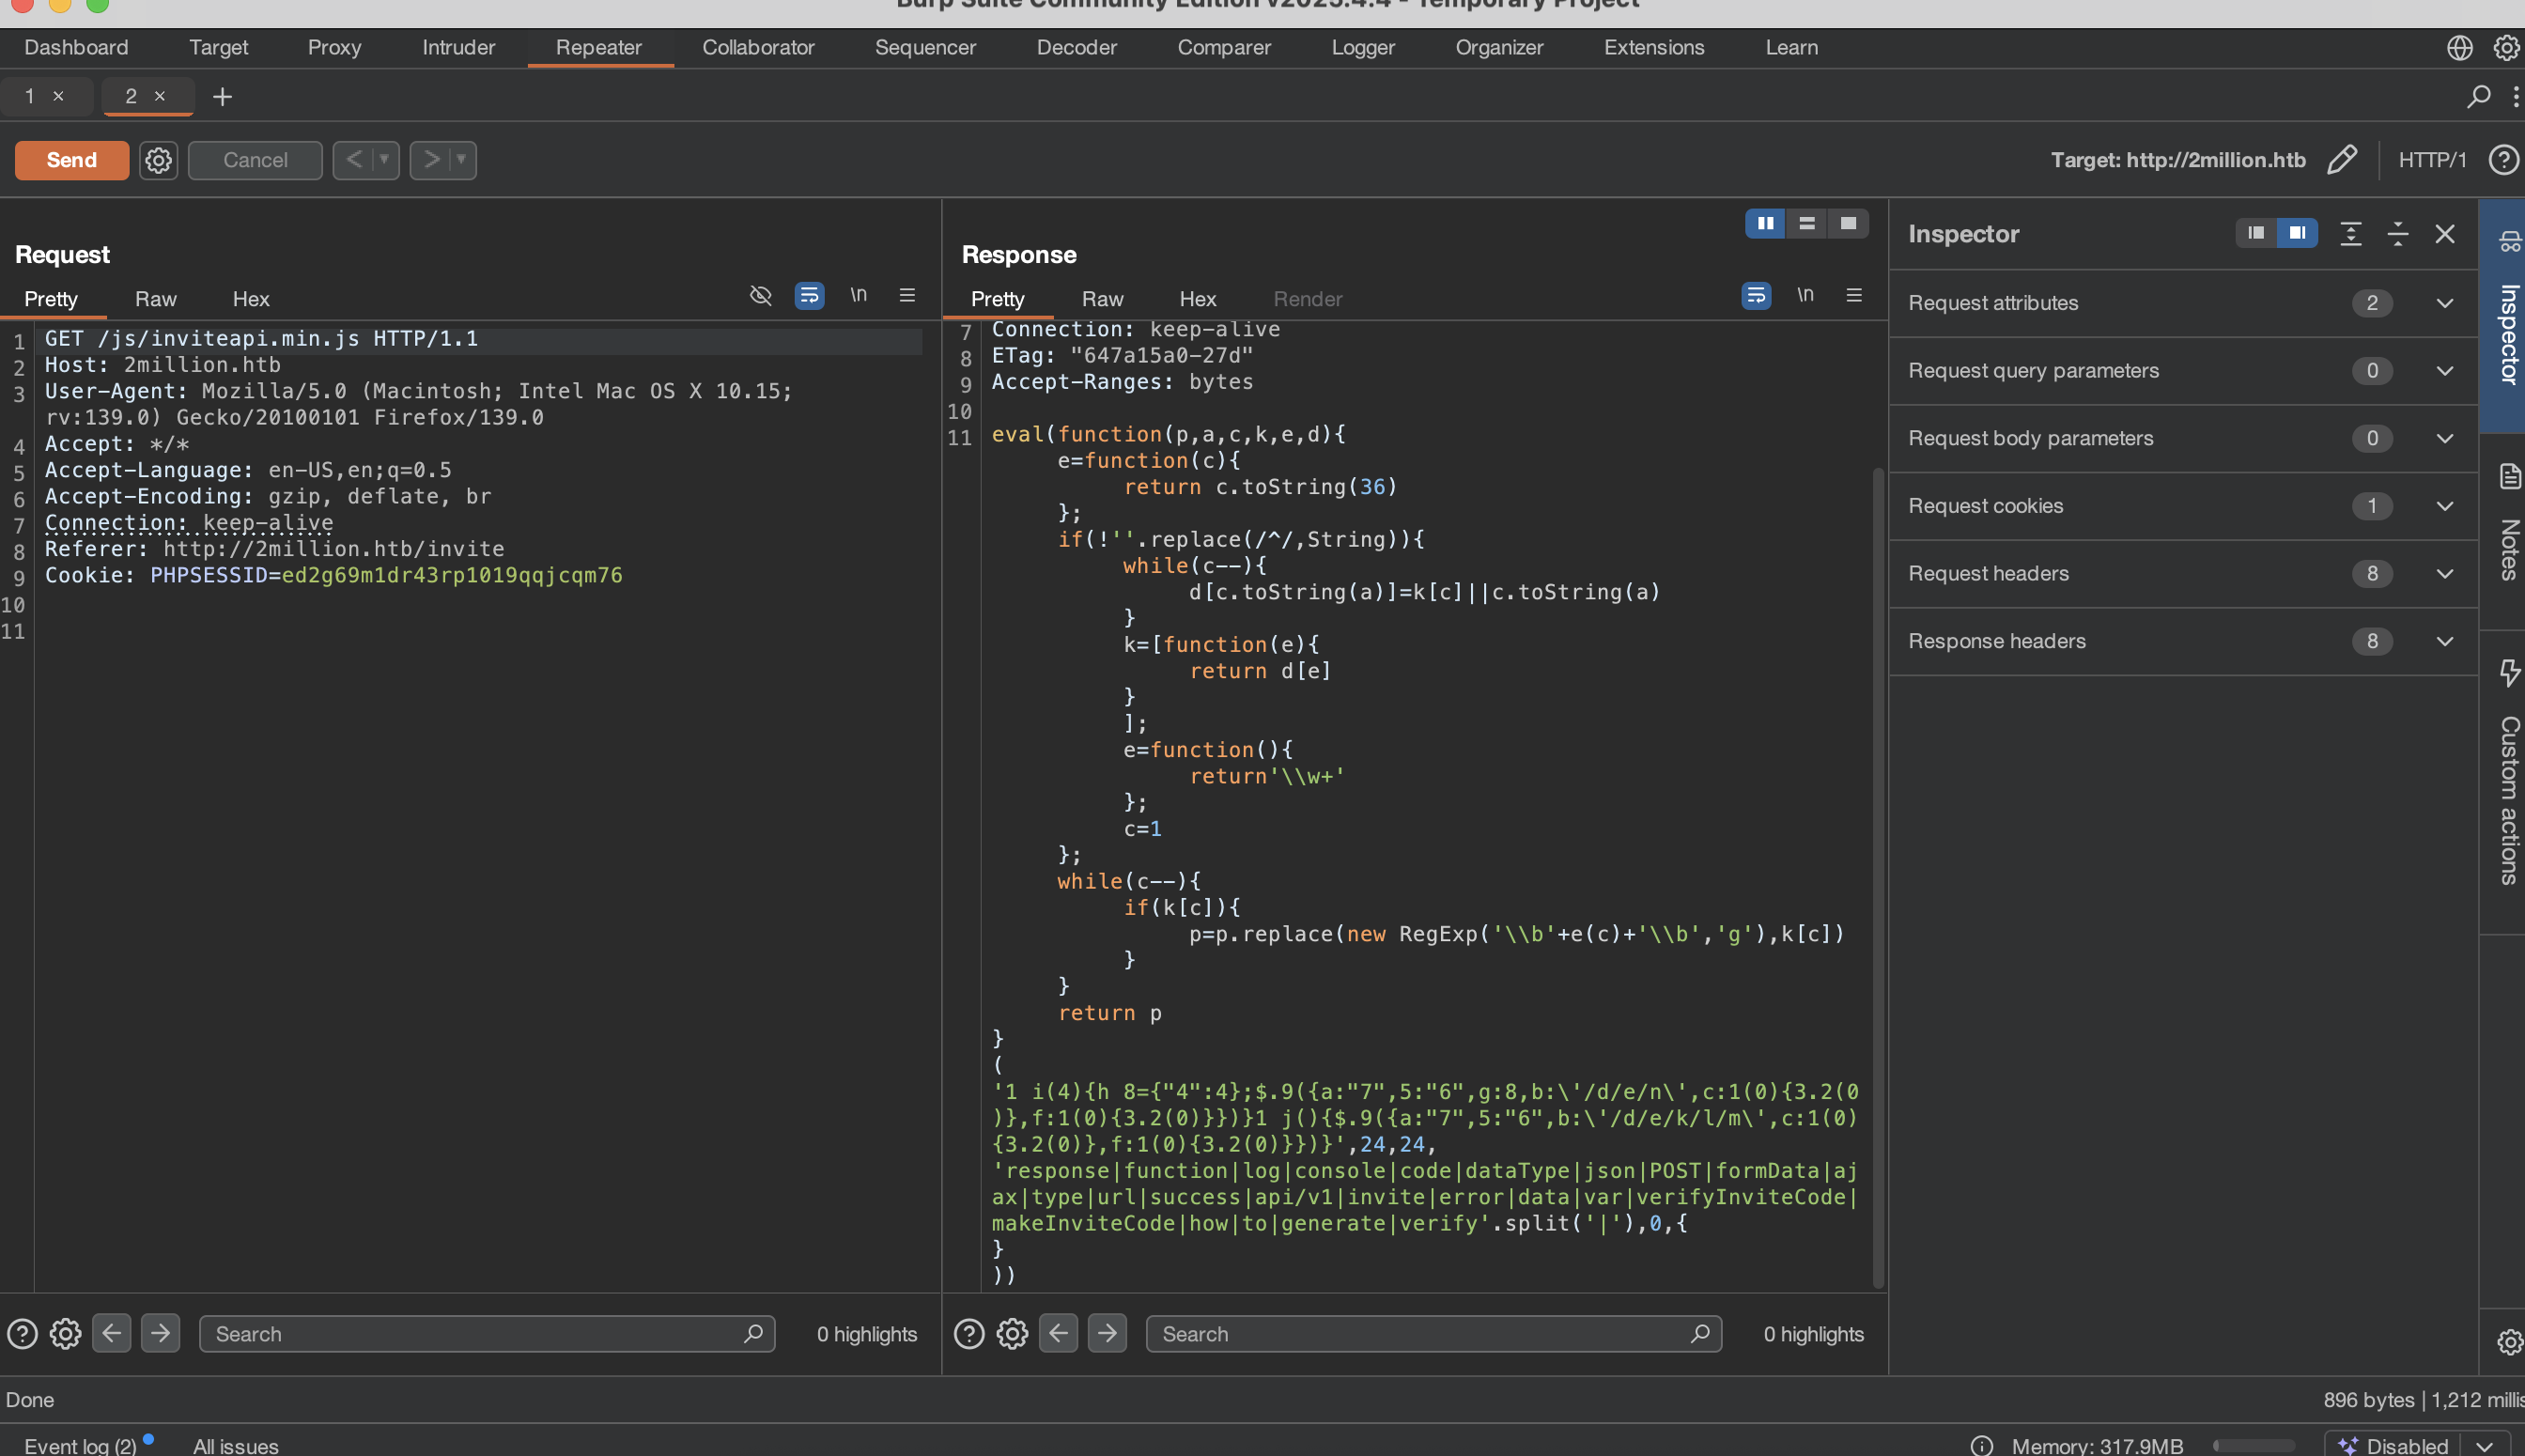 Burp Suite Community Edition v2025.4.4 - Temporary Project
Dashboard Target Proxy Intruder Repeater Collaborator Sequencer Decoder Comparer Logger Organizer Extensions Learn
1 × 2 × +
Send Cancel < > Target: http://2million.htb HTTP/1
Request
Pretty Raw Hex \n
1 GET /js/inviteapi.min.js HTTP/1.1
2 Host: 2million.htb
3 User-Agent: Mozilla/5.0 (Macintosh; Intel Mac OS X 10.15;
rv:139.0) Gecko/20100101 Firefox/139.0
4 Accept: */*
5 Accept-Language: en-US,en;q=0.5
6 Accept-Encoding: gzip, deflate, br
7 Connection: keep-alive
8 Referer: http://2million.htb/invite
9 Cookie: PHPSESSID=ed2g69m1dr43rp1019qqjcqm76
10
11
Search 0 highlights
Response
Pretty Raw Hex Render \n
7 Connection: keep-alive
8 ETag: "647a15a0-27d"
9 Accept-Ranges: bytes
10
11 eval(function(p,a,c,k,e,d){
e=function(c){
return c.toString(36)
};
if(!''.replace(/^/,String)){
while(c--){
d[c.toString(a)]=k[c]||c.toString(a)
}
k=[function(e){
return d[e]
}
];
e=function(){
return'\\w+'
};
c=1
};
while(c--){
if(k[c]){
p=p.replace(new RegExp('\\b'+e(c)+'\\b','g'),k[c])
}
}
return p
}
(
'1 i(4){h 8={"4":4};$.9({a:"7",5:"6",g:8,b:\'/d/e/n\',c:1(0){3.2(0
)},f:1(0){3.2(0)}})}1 j(){$.9({a:"7",5:"6",b:\'/d/e/k/l/m\',c:1(0)
{3.2(0)},f:1(0){3.2(0)}})}',24,24,
'response|function|log|console|code|dataType|json|POST|formData|aj
ax|type|url|success|api/v1|invite|error|data|var|verifyInviteCode|
makeInviteCode|how|to|generate|verify'.split('|'),0,{
}
))
Search 0 highlights
Inspector
Request attributes 2
Request query parameters 0
Request body parameters 0
Request cookies 1
Request headers 8
Response headers 8
Inspector
Notes
Custom actions
Done 896 bytes | 1,212 millis
Event log (2) All issues Memory: 317.9MB Disabled